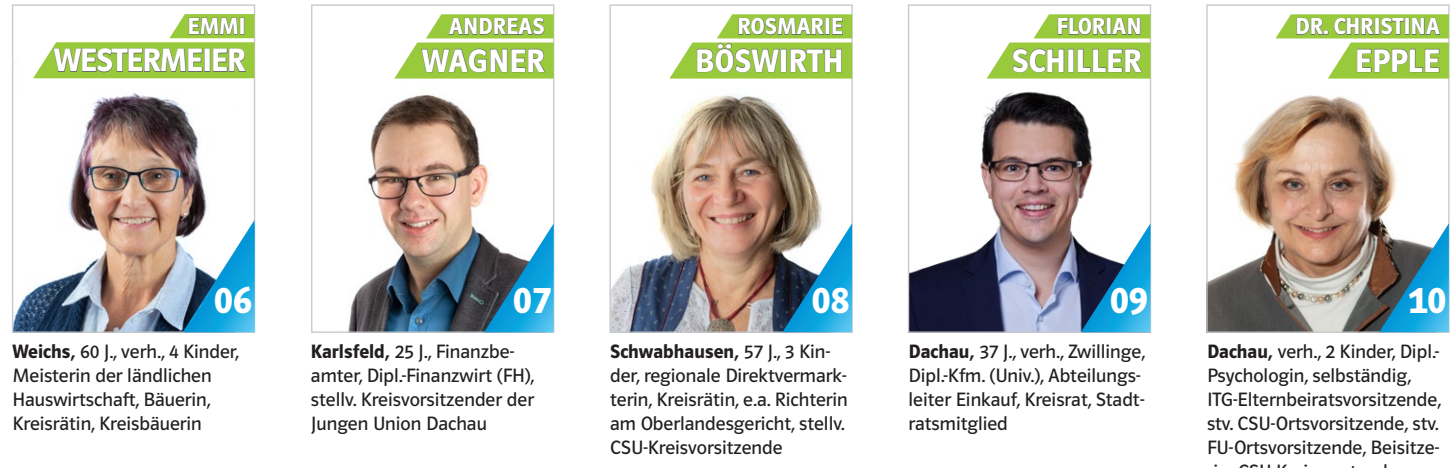 EMMI
WESTERMEIER
06
Weichs, 60 J., verh., 4 Kinder,
Meisterin der ländlichen
Hauswirtschaft, Bäuerin,
Kreisrätin, Kreisbäuerin
ANDREAS
WAGNER
07
Karlsfeld, 25 J., Finanzbe-
amter, Dipl.-Finanzwirt (FH),
stellv. Kreisvorsitzender der
Jungen Union Dachau
ROSMARIE
BÖSWIRTH
08
Schwabhausen, 57 J., 3 Kin-
der, regionale Direktvermark-
terin, Kreisrätin, e.a. Richterin
am Oberlandesgericht, stellv.
CSU-Kreisvorsitzende
FLORIAN
SCHILLER
09
Dachau, 37 J., verh., Zwillinge,
Dipl.-Kfm. (Univ.), Abteilungs-
leiter Einkauf, Kreisrat, Stadt-
ratsmitglied
DR. CHRISTINA
EPPLE
10
Dachau, verh., 2 Kinder, Dipl.-
Psychologin, selbständig,
ITG-Elternbeiratsvorsitzende,
stv. CSU-Ortsvorsitzende, stv.
FU-Ortsvorsitzende, Beisitze-